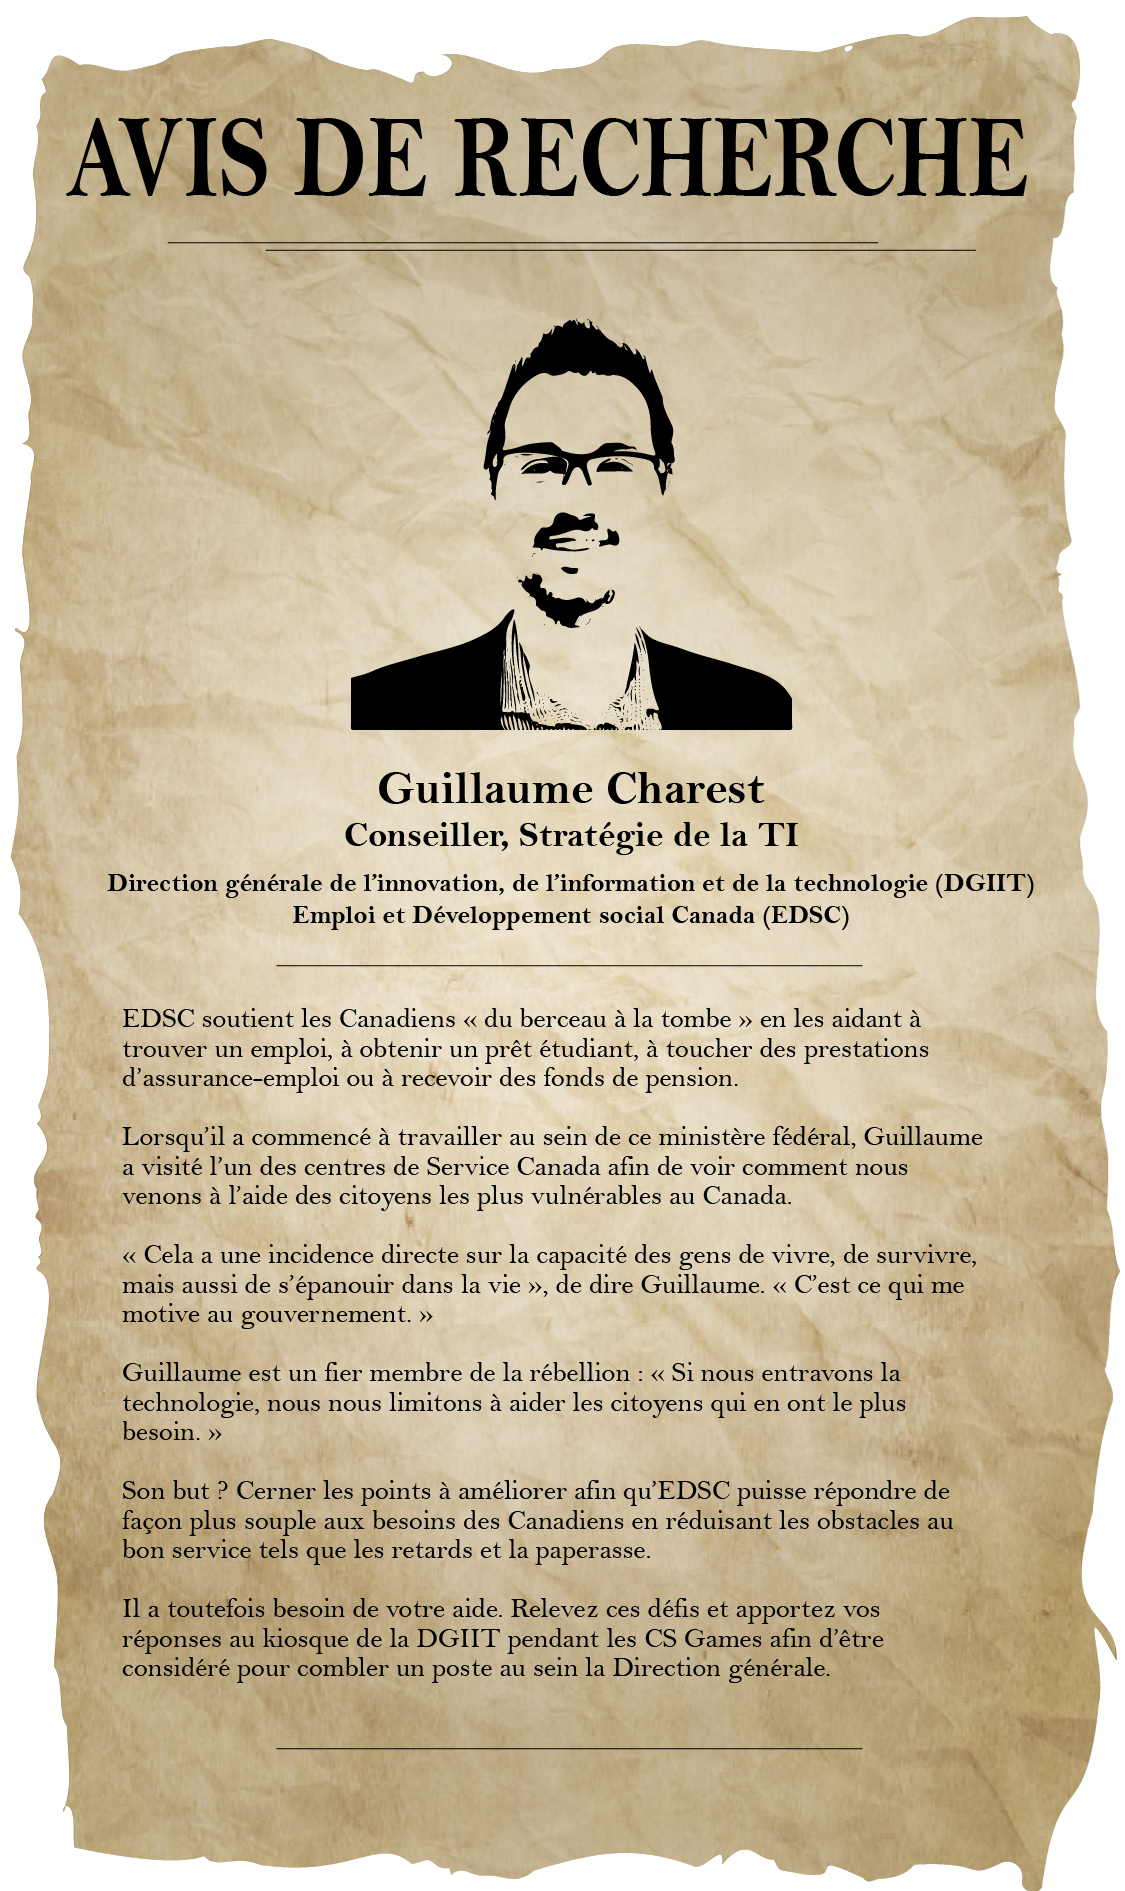 AVIS DE RECHERCHE
Guillaume Charest
Conseiller, Stratégie de la TI
Direction générale de l’innovation, de l’information et de la technologie (DGIIT)
Emploi et Développement social Canada (EDSC)
EDSC soutient les Canadiens « du berceau à la tombe » en les aidant à
trouver un emploi, à obtenir un prêt étudiant, à toucher des prestations
d’assurance-emploi ou à recevoir des fonds de pension.
Lorsqu’il a commencé à travailler au sein de ce ministère fédéral, Guillaume
a visité l’un des centres de Service Canada afin de voir comment nous
venons à l’aide des citoyens les plus vulnérables au Canada.
« Cela a une incidence directe sur la capacité des gens de vivre, de survivre,
mais aussi de s’épanouir dans la vie », de dire Guillaume. « C’est ce qui me
motive au gouvernement. »
Guillaume est un fier membre de la rébellion : « Si nous entravons la
technologie, nous nous limitons à aider les citoyens qui en ont le plus
besoin. »
Son but ? Cerner les points à améliorer afin qu’EDSC puisse répondre de
façon plus souple aux besoins des Canadiens en réduisant les obstacles au
bon service tels que les retards et la paperasse.
Il a toutefois besoin de votre aide. Relevez ces défis et apportez vos
réponses au kiosque de la DGIIT pendant les CS Games afin d’être
considéré pour combler un poste au sein la Direction générale.